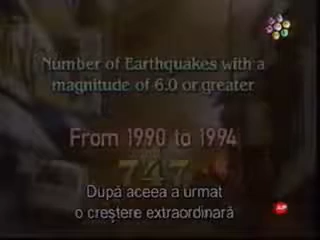 Number of Earthquakes with a
magnitude of 6.0 or greater
From 1990 to 1994
747
După aceea a urmat
o creștere extraordinară